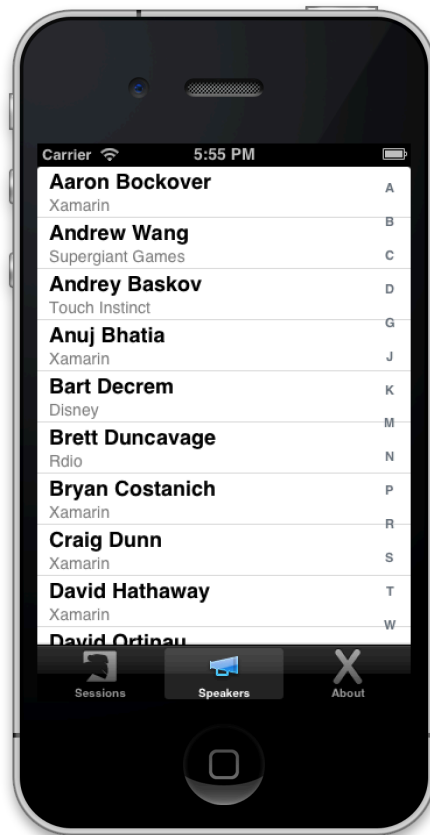 Carrier 5:55 PM
Aaron Bockover
Xamarin
Andrew Wang
Supergiant Games
Andrey Baskov
Touch Instinct
Anuj Bhatia
Xamarin
Bart Decrem
Disney
Brett Duncavage
Rdio
Bryan Costanich
Xamarin
Craig Dunn
Xamarin
David Hathaway
Xamarin
David Ortinau
A
B
C
D
G
J
K
M
N
P
R
S
T
W
Sessions Speakers About